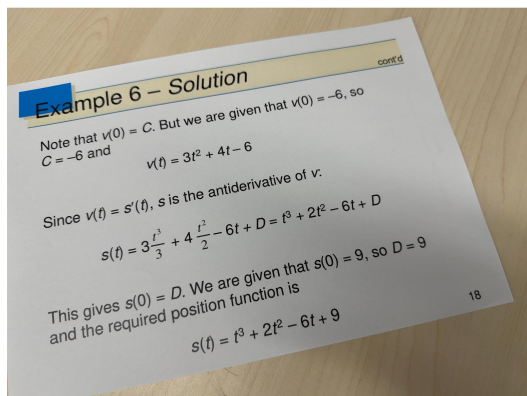 Example 6 – Solution
cont'd
Note that v(0) = C. But we are given that v(0) = –6, so
C = –6 and
v(t) = 3t² + 4t – 6
Since v(t) = s′(t), s is the antiderivative of v:
s(t) = 3 t³/3 + 4 t²/2 – 6t + D = t³ + 2t² – 6t + D
This gives s(0) = D. We are given that s(0) = 9, so D = 9
and the required position function is
s(t) = t³ + 2t² – 6t + 9
18